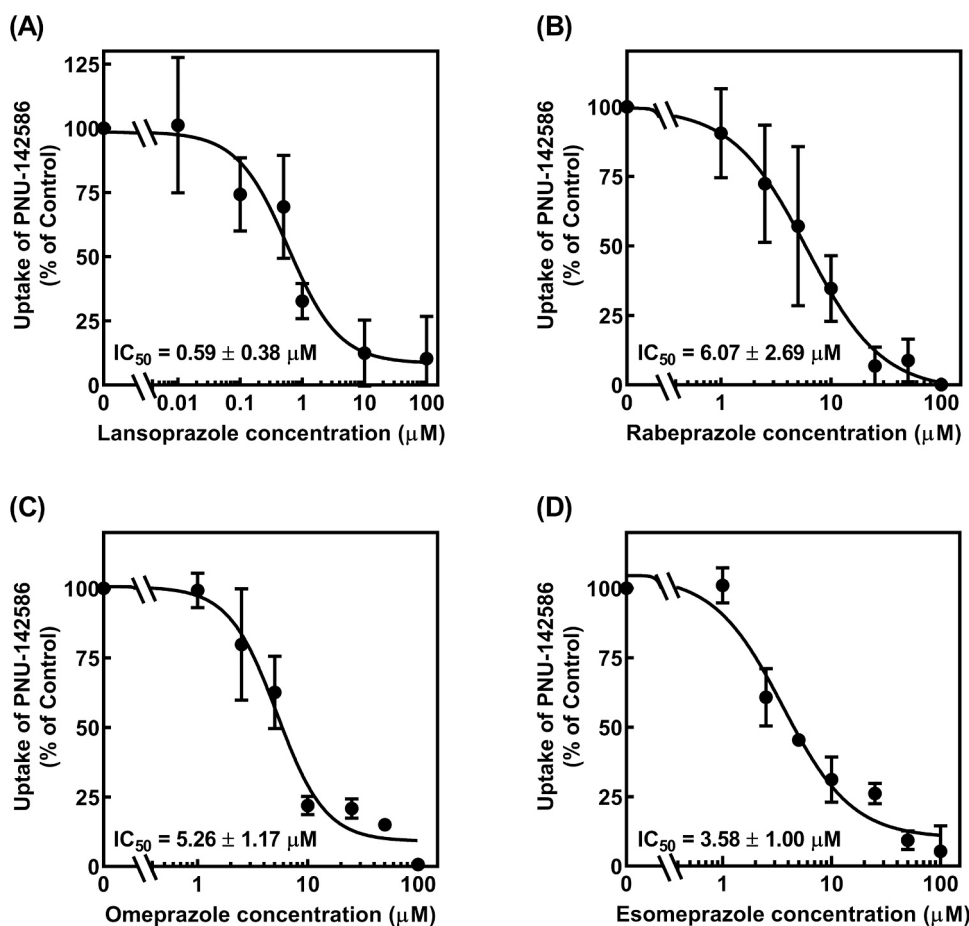 (A)
125
100
75
50
25
0
Uptake of PNU-142586
(% of Control)
IC50 = 0.59 ± 0.38 μM
0 0.01 0.1 1 10 100
Lansoprazole concentration (μM)
(B)
100
75
50
25
0
Uptake of PNU-142586
(% of Control)
IC50 = 6.07 ± 2.69 μM
0 1 10 100
Rabeprazole concentration (μM)
(C)
100
75
50
25
0
Uptake of PNU-142586
(% of Control)
IC50 = 5.26 ± 1.17 μM
0 1 10 100
Omeprazole concentration (μM)
(D)
100
75
50
25
0
Uptake of PNU-142586
(% of Control)
IC50 = 3.58 ± 1.00 μM
0 1 10 100
Esomeprazole concentration (μM)